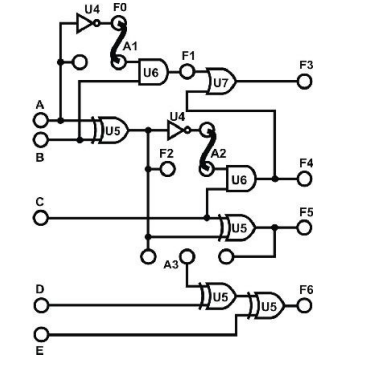 U4 F0
A1
U6 F1 U7 F3
A
U5 U4
B
F2 A2
U6 F4
C
U5 F5
A3
D U5 U5 F6
E